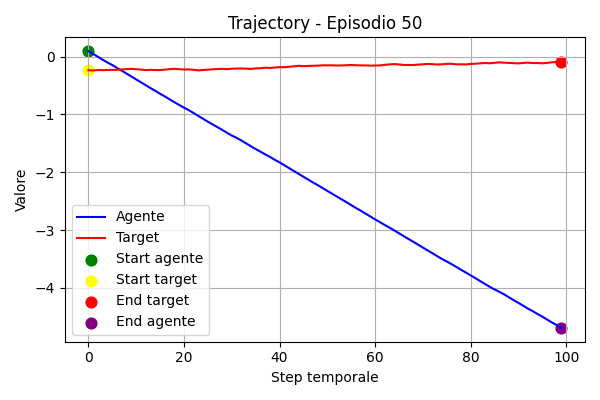 Trajectory - Episodio 50
Valore
0
−1
−2
−3
−4
Agente
Target
Start agente
Start target
End target
End agente
0 20 40 60 80 100
Step temporale